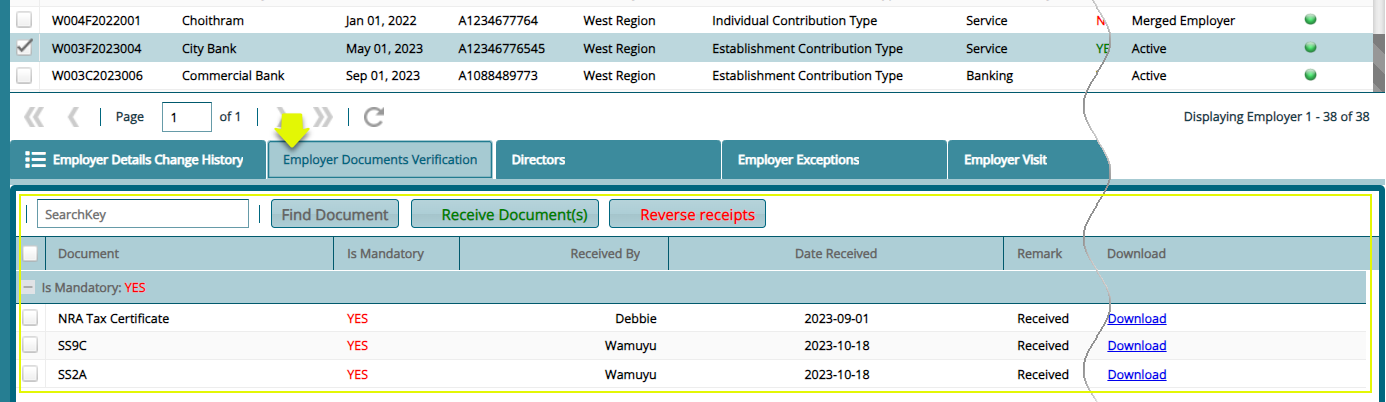 W004F2022001 Choithram Jan 01, 2022 A1234677764 West Region Individual Contribution Type Service N Merged Employer
W003F2023004 City Bank May 01, 2023 A12346776545 West Region Establishment Contribution Type Service YE Active
W003C2023006 Commercial Bank Sep 01, 2023 A1088489773 West Region Establishment Contribution Type Banking Active
Page 1 of 1 Displaying Employer 1 - 38 of 38
Employer Details Change History Employer Documents Verification Directors Employer Exceptions Employer Visit
SearchKey Find Document Receive Document(s) Reverse receipts
Document Is Mandatory Received By Date Received Remark Download
Is Mandatory: YES
NRA Tax Certificate YES Debbie 2023-09-01 Received Download
SS9C YES Wamuyu 2023-10-18 Received Download
SS2A YES Wamuyu 2023-10-18 Received Download